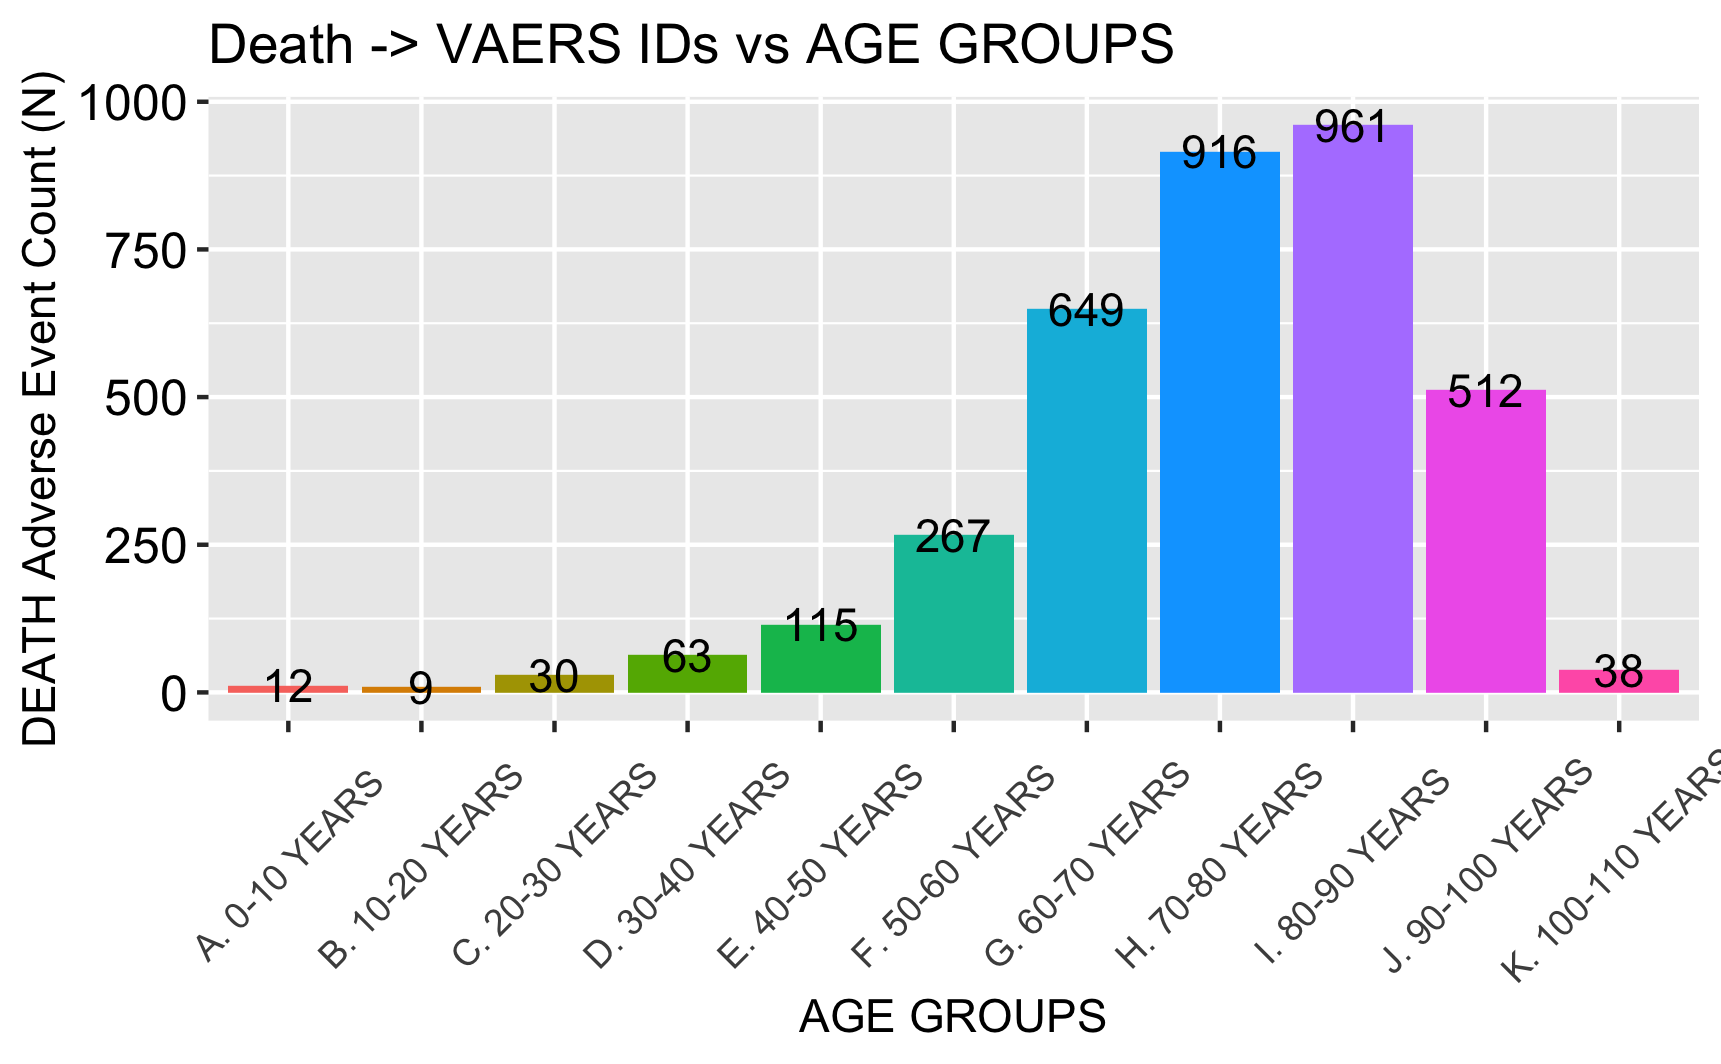 Death -> VAERS IDs vs AGE GROUPS
DEATH Adverse Event Count (N)
1000
750
500
250
0
12
9
30
63
115
267
649
916
961
512
38
A. 0-10 YEARS
B. 10-20 YEARS
C. 20-30 YEARS
D. 30-40 YEARS
E. 40-50 YEARS
F. 50-60 YEARS
G. 60-70 YEARS
H. 70-80 YEARS
I. 80-90 YEARS
J. 90-100 YEARS
K. 100-110 YEARS
AGE GROUPS